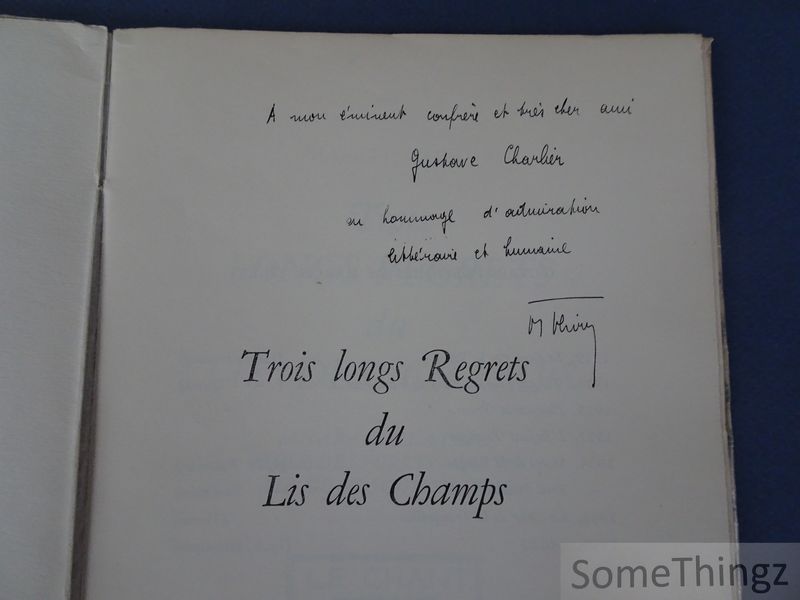 A mon éminent confrère et très cher ami
Gustave Charlier
en hommage d'admiration
littéraire et humaine
M Thiry
Trois longs Regrets
du
Lis des Champs
SomeThingz